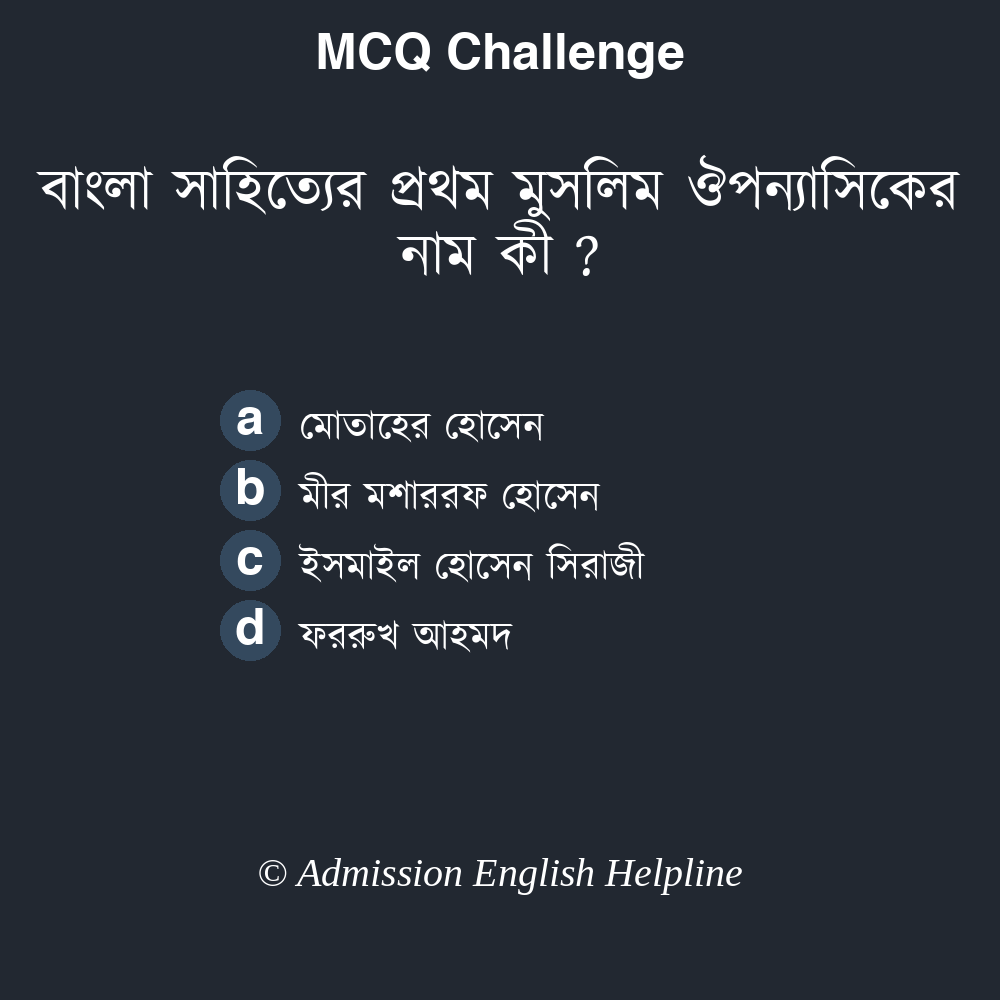 MCQ Challenge
বাংলা সাহিত্যের প্রথম মুসলিম ঔপন্যাসিকের
নাম কী ?
a মোতাহের হোসেন
b মীর মশাররফ হোসেন
c ইসমাইল হোসেন সিরাজী
d ফররুখ আহমদ
© Admission English Helpline